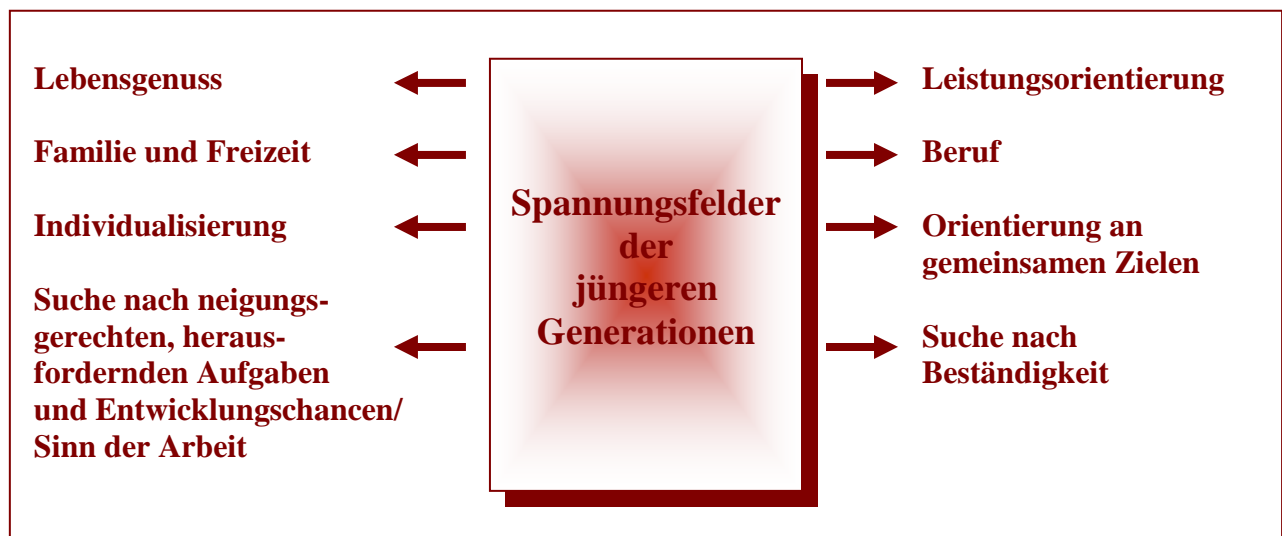 Lebensgenuss
Leistungsorientierung
Familie und Freizeit
Beruf
Spannungsfelder
der
jüngeren
Generationen
Individualisierung
Orientierung an
gemeinsamen Zielen
Suche nach neigungs-
gerechten, heraus-
fordernden Aufgaben
und Entwicklungschancen/
Sinn der Arbeit
Suche nach
Beständigkeit